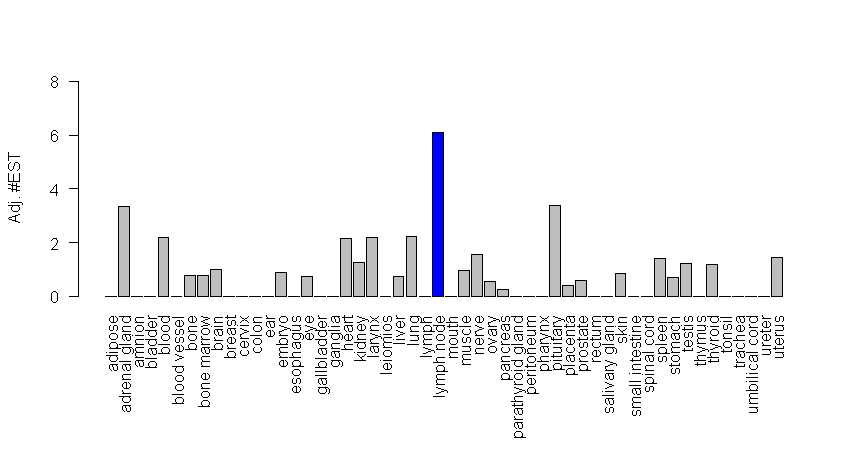 8
6
4
2
0
Adj. #EST
adipose
adrenal gland
amnion
bladder
blood
blood vessel
bone
bone marrow
brain
breast
cervix
colon
ear
embryo
esophagus
eye
gallbladder
ganglia
heart
kidney
larynx
leiomios
liver
lung
lymph
lymph node
mouth
muscle
nerve
ovary
pancreas
parathyroid gland
peritoneum
pharynx
pituitary
placenta
prostate
rectum
salivary gland
skin
small intestine
spinal cord
spleen
stomach
testis
thymus
thyroid
tonsil
trachea
umbilical cord
ureter
uterus